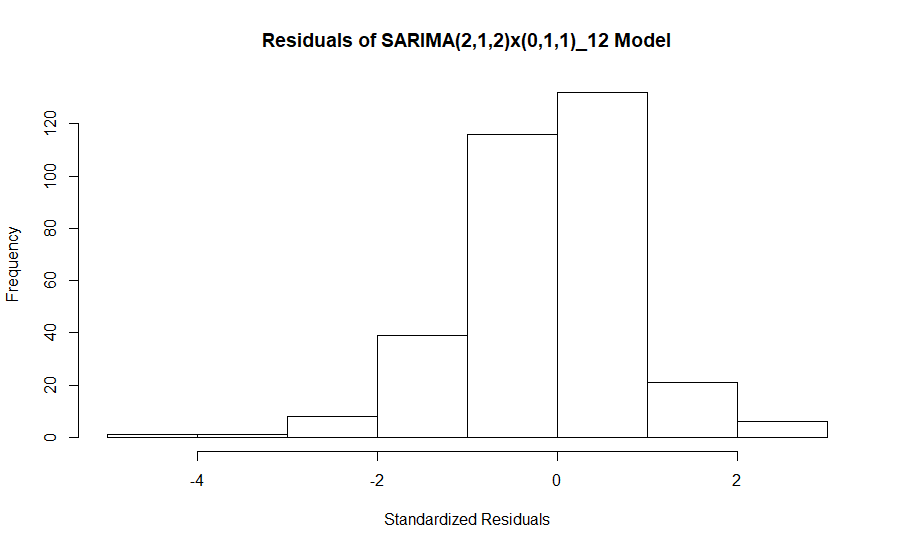 Residuals of SARIMA(2,1,2)x(0,1,1)_12 Model
Frequency
120
100
80
60
40
20
0
-4 -2 0 2
Standardized Residuals